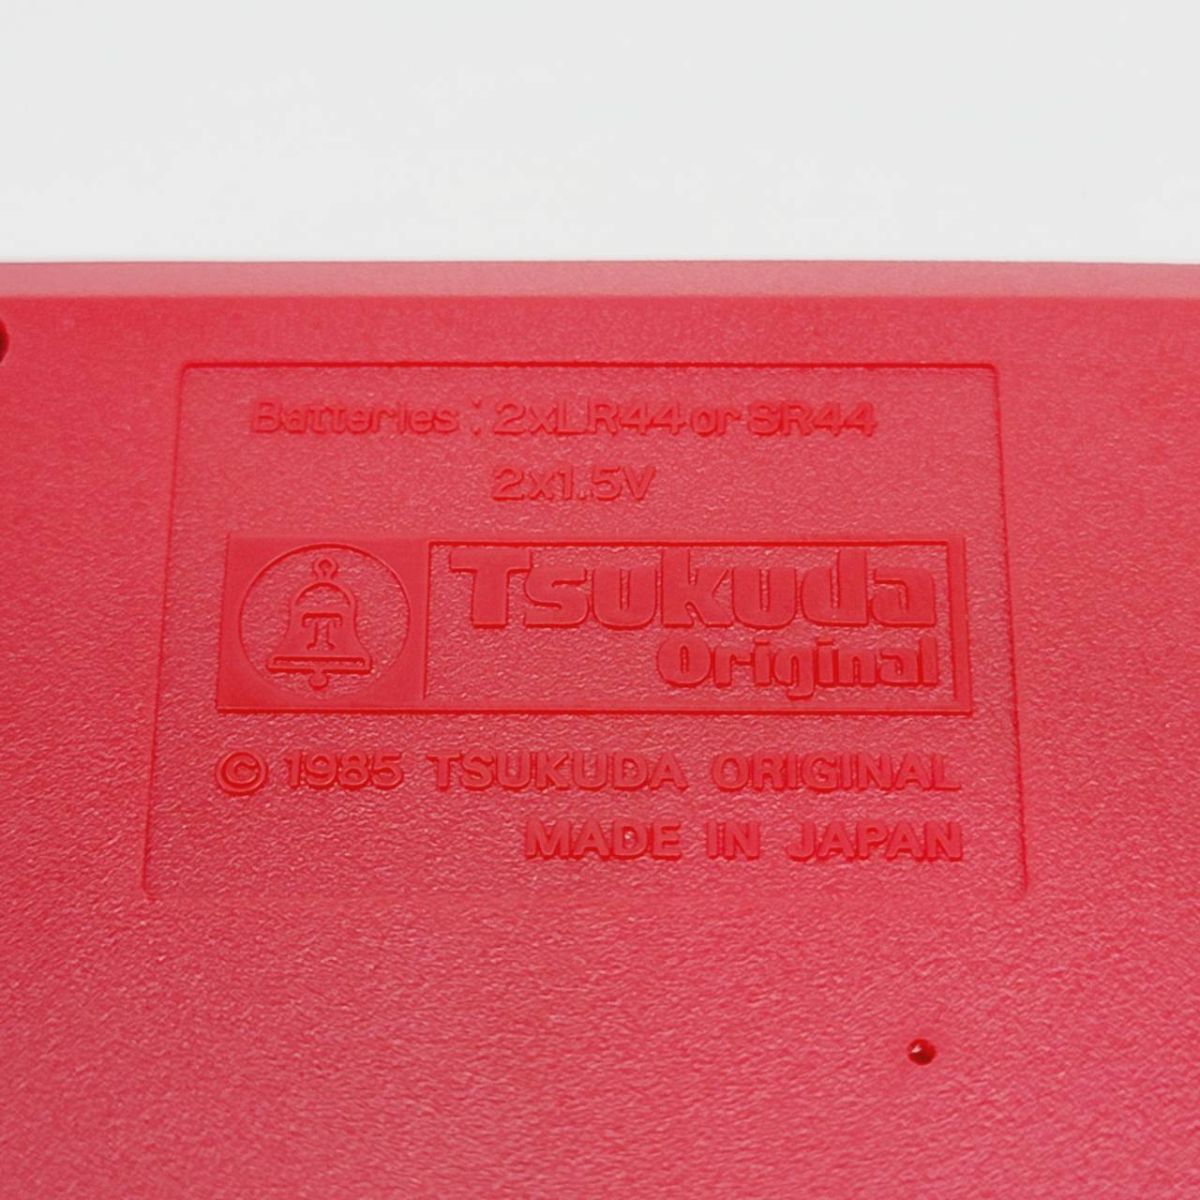 Batteries : 2xLR44 or SR44
2x1.5V
T
Tsukuda
Original
© 1985 TSUKUDA ORIGINAL
MADE IN JAPAN